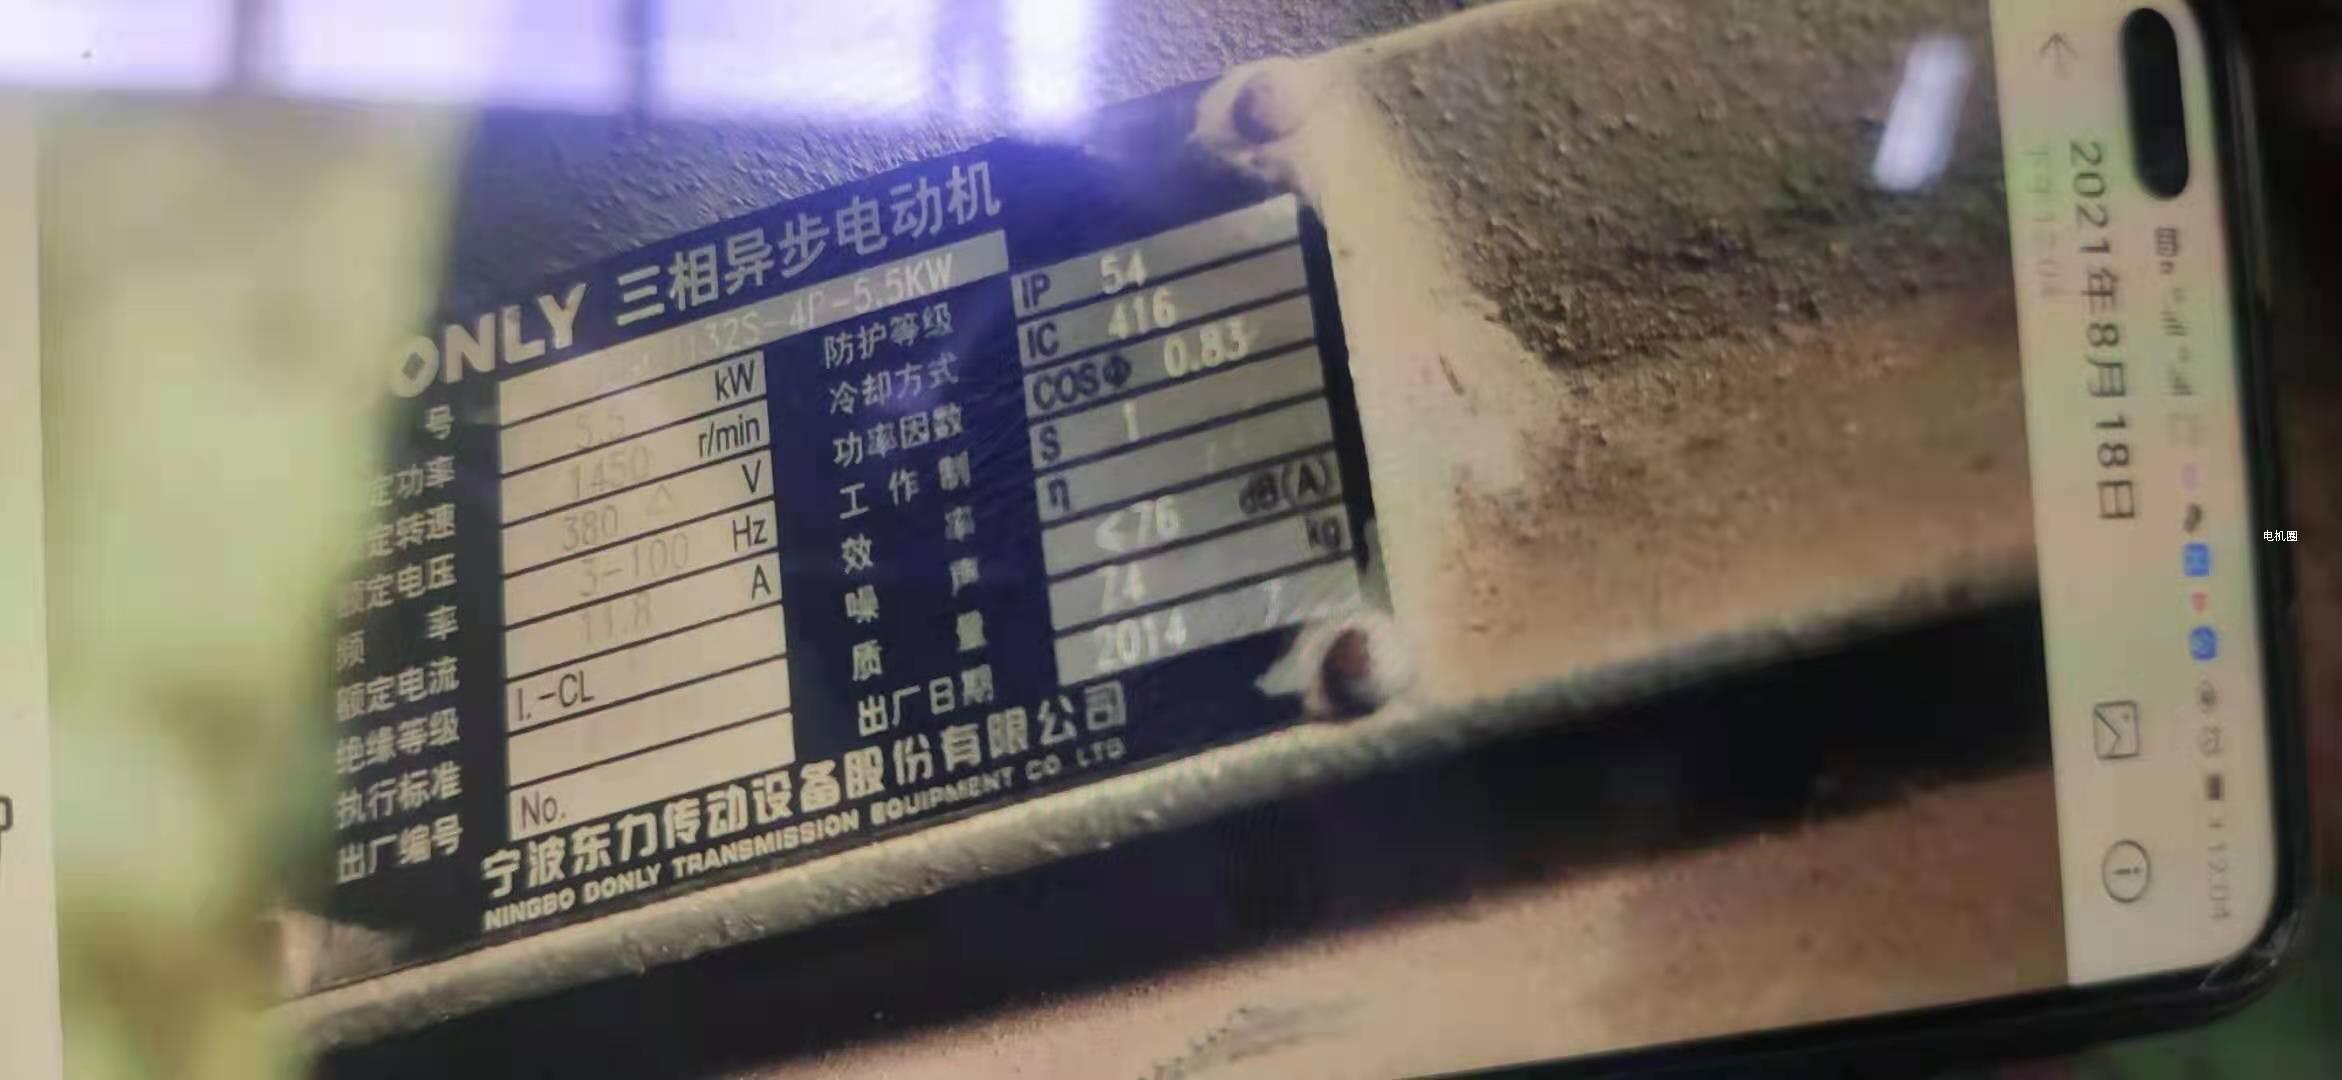 ONLY 三相异步电动机
号 132S-4P-5.5KW
定功率 5.5 kW
定转速 1450 r/min
额定电压 380 △ V
频率 3-100 Hz
额定电流 11.8 A
绝缘等级 I.-CL
执行标准
出厂编号 No.
防护等级 IP 54
冷却方式 IC 416
功率因数 COSΦ 0.83
工作制 S 1
效率 η
噪声 <76 dB(A)
质量 74 kg
出厂日期 2014 7
宁波东力传动设备股份有限公司
NINGBO DONLY TRANSMISSION EQUIPMENT CO LTD
2021年8月18日
12:04
电机圈